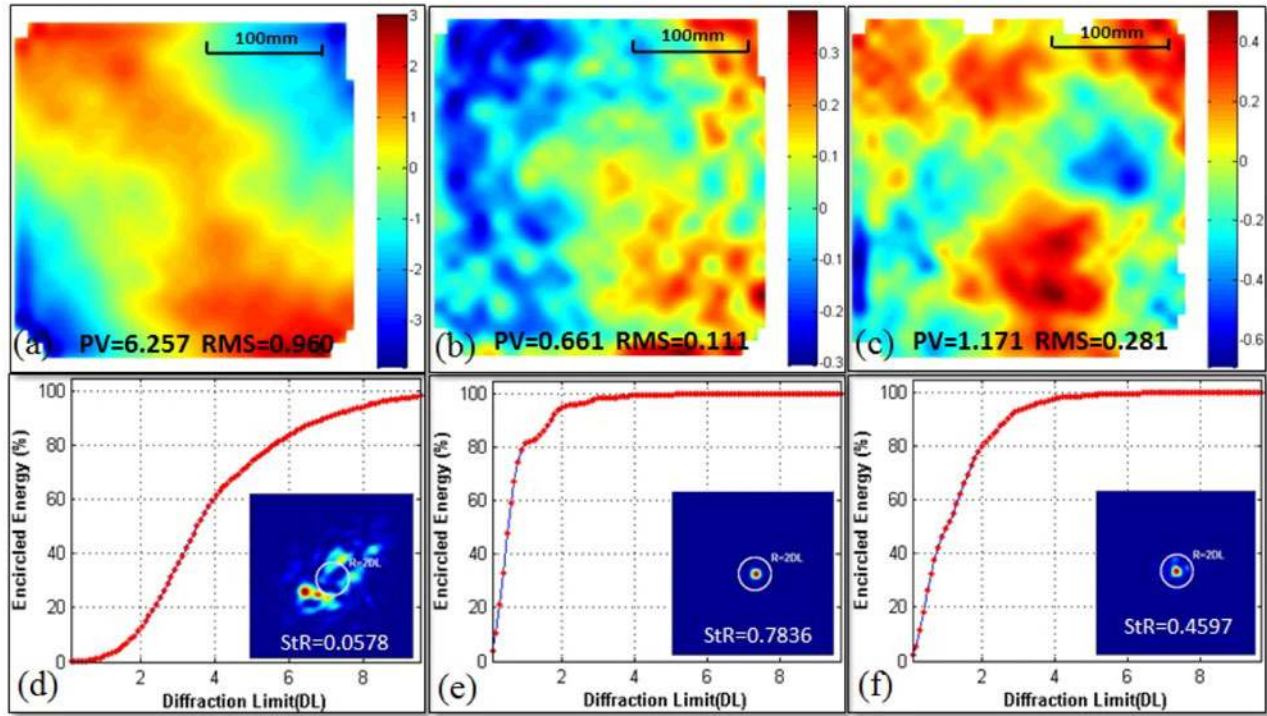 100mm
3
2
1
0
-1
-2
-3
(a) PV=6.257 RMS=0.960
100mm
0.3
0.2
0.1
0
-0.1
-0.2
-0.3
(b) PV=0.661 RMS=0.111
100mm
0.4
0.2
0
-0.2
-0.4
-0.6
(c) PV=1.171 RMS=0.281
Encircled Energy (%)
100
80
60
40
20
0
R=2DL
StR=0.0578
0 2 4 6 8
(d) Diffraction Limit(DL)
Encircled Energy (%)
100
80
60
40
20
0
R=2DL
StR=0.7836
0 2 4 6 8
(e) Diffraction Limit(DL)
Encircled Energy (%)
100
80
60
40
20
0
R=2DL
StR=0.4597
0 2 4 6 8
(f) Diffraction Limit(DL)